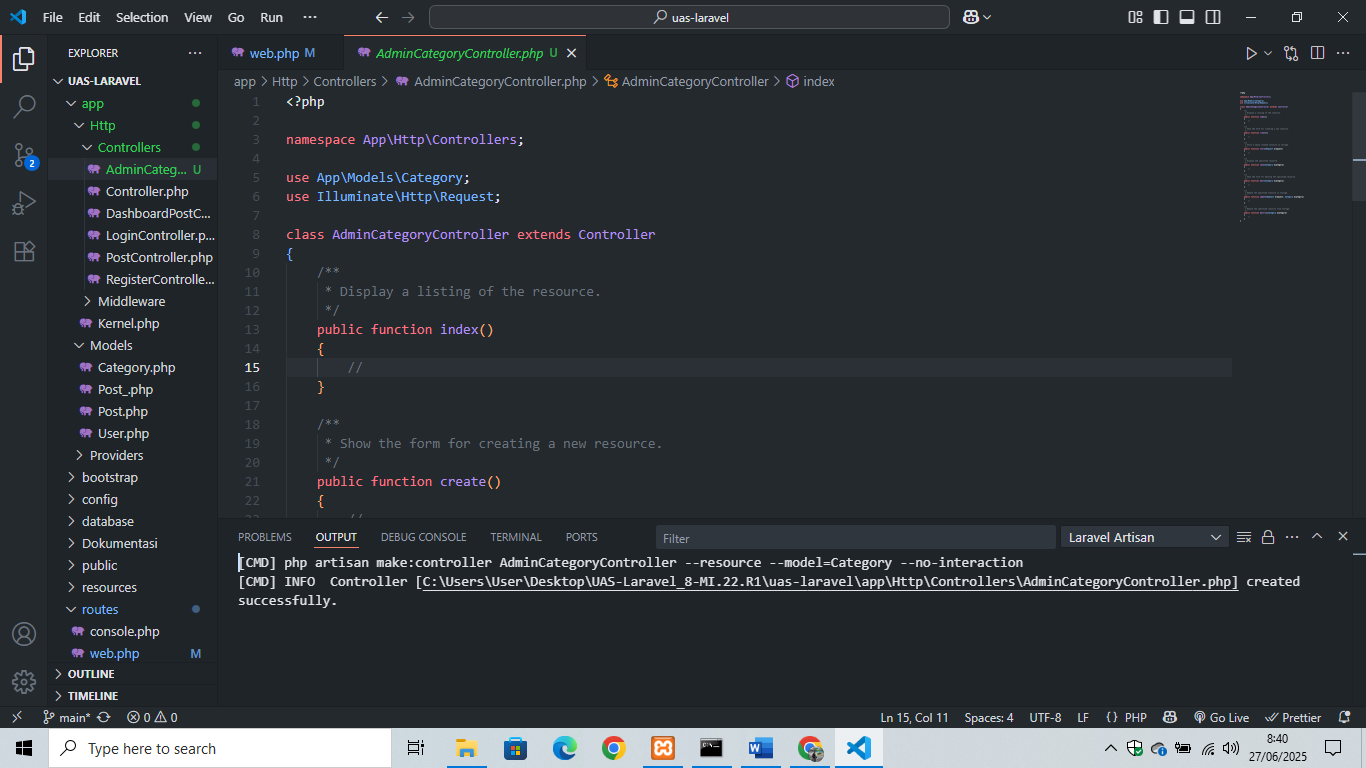 File Edit Selection View Go Run ··· uas-laravel
EXPLORER ···
UAS-LARAVEL
app
Http
Controllers
AdminCateg... U
Controller.php
DashboardPostC...
LoginController.p...
PostController.php
RegisterControlle...
Middleware
Kernel.php
Models
Category.php
Post_.php
Post.php
User.php
Providers
bootstrap
config
database
Dokumentasi
public
resources
routes
console.php
web.php M
OUTLINE
TIMELINE
2
web.php M AdminCategoryController.php U
app > Http > Controllers > AdminCategoryController.php > AdminCategoryController > index
1 <?php
2
3 namespace App\Http\Controllers;
4
5 use App\Models\Category;
6 use Illuminate\Http\Request;
7
8 class AdminCategoryController extends Controller
9 {
10 /**
11 * Display a listing of the resource.
12 */
13 public function index()
14 {
15 //
16 }
17
18 /**
19 * Show the form for creating a new resource.
20 */
21 public function create()
22 {
PROBLEMS OUTPUT DEBUG CONSOLE TERMINAL PORTS Filter Laravel Artisan
[CMD] php artisan make:controller AdminCategoryController --resource --model=Category --no-interaction
[CMD] INFO Controller [C:\Users\User\Desktop\UAS-Laravel_8-MI.22.R1\uas-laravel\app\Http\Controllers\AdminCategoryController.php] created
successfully.
main* 0 0 Ln 15, Col 11 Spaces: 4 UTF-8 LF {} PHP Go Live Prettier
Type here to search
8:40
27/06/2025